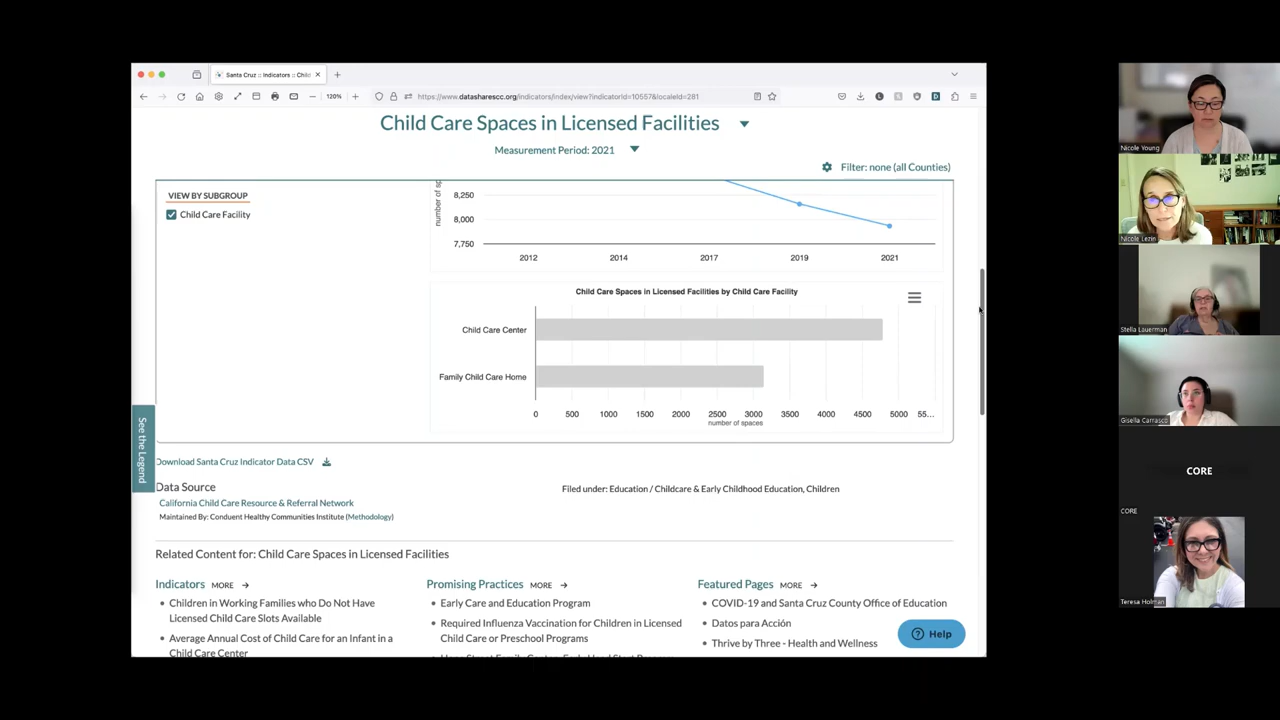 Santa Cruz :: Indicators :: Child
120%
https://www.datasharescc.org/indicators/index/view?indicatorId=10557&localeId=281
Child Care Spaces in Licensed Facilities
Measurement Period: 2021
Filter: none (all Counties)
VIEW BY SUBGROUP
Child Care Facility
number of sp
8,250
8,000
7,750
2012 2014 2017 2019 2021
Child Care Spaces in Licensed Facilities by Child Care Facility
Child Care Center
Family Child Care Home
0 500 1000 1500 2000 2500 3000 3500 4000 4500 5000 55...
number of spaces
See the Legend
Download Santa Cruz Indicator Data CSV
Data Source
Filed under: Education / Childcare & Early Childhood Education, Children
California Child Care Resource & Referral Network
Maintained By: Conduent Healthy Communities Institute (Methodology)
Related Content for: Child Care Spaces in Licensed Facilities
Indicators MORE
Children in Working Families who Do Not Have
Licensed Child Care Slots Available
Average Annual Cost of Child Care for an Infant in a
Child Care Center
Promising Practices MORE
Early Care and Education Program
Required Influenza Vaccination for Children in Licensed
Child Care or Preschool Programs
Featured Pages MORE
COVID-19 and Santa Cruz County Office of Education
Datos para Acción
Thrive by Three - Health and Wellness
Help
Nicole Young
Nicole Lezin
Stella Lauerman
Gisella Carrasco
CORE
CORE
Teresa Holman